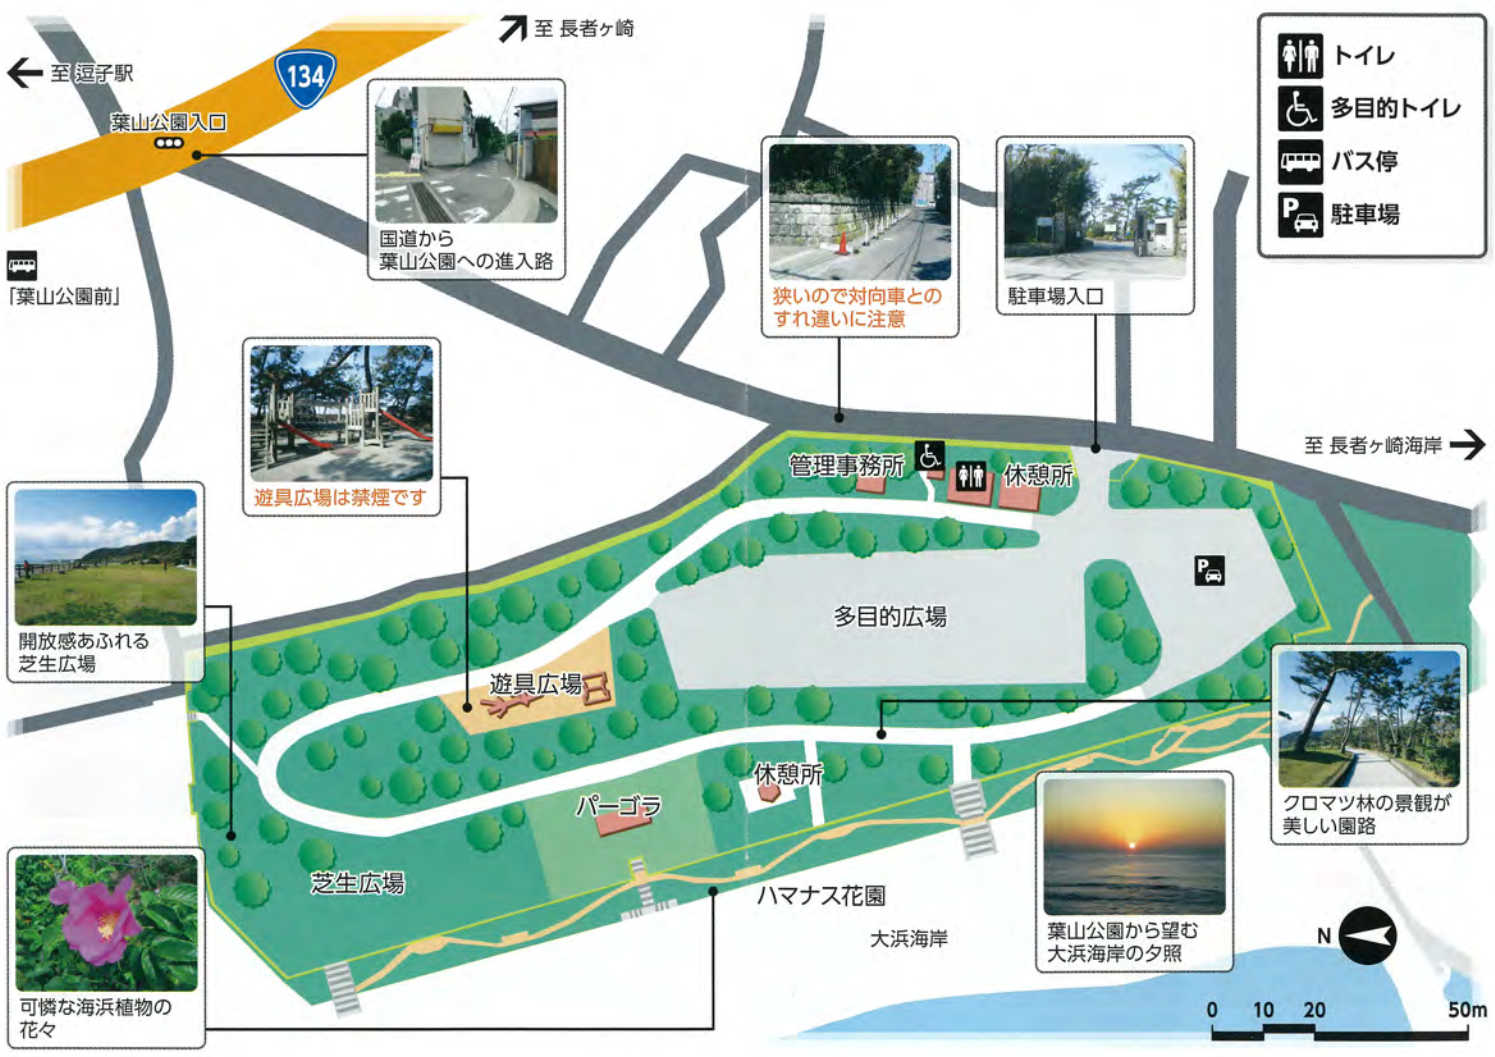 至 長者ヶ崎
至 逗子駅
134
葉山公園入口
「葉山公園前」
国道から
葉山公園への進入路
狭いので対向車との
すれ違いに注意
駐車場入口
トイレ
多目的トイレ
バス停
P
駐車場
至 長者ヶ崎海岸
遊具広場は禁煙です
管理事務所
休憩所
開放感あふれる
芝生広場
P
多目的広場
遊具広場
休憩所
パーゴラ
クロマツ林の景観が
美しい園路
芝生広場
ハマナス花園
大浜海岸
葉山公園から望む
大浜海岸の夕照
可憐な海浜植物の
花々
N
0 10 20 50m